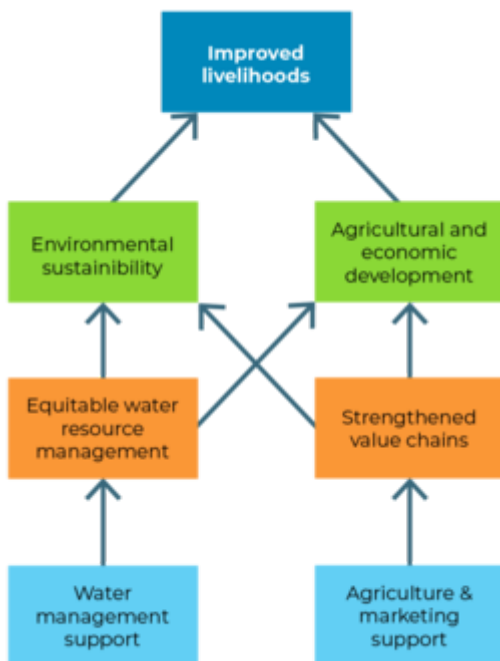 Improved
livelihoods
Environmental
sustainibility
Agricultural and
economic
development
Equitable water
resource
management
Strengthened
value chains
Water
management
support
Agriculture &
marketing
support